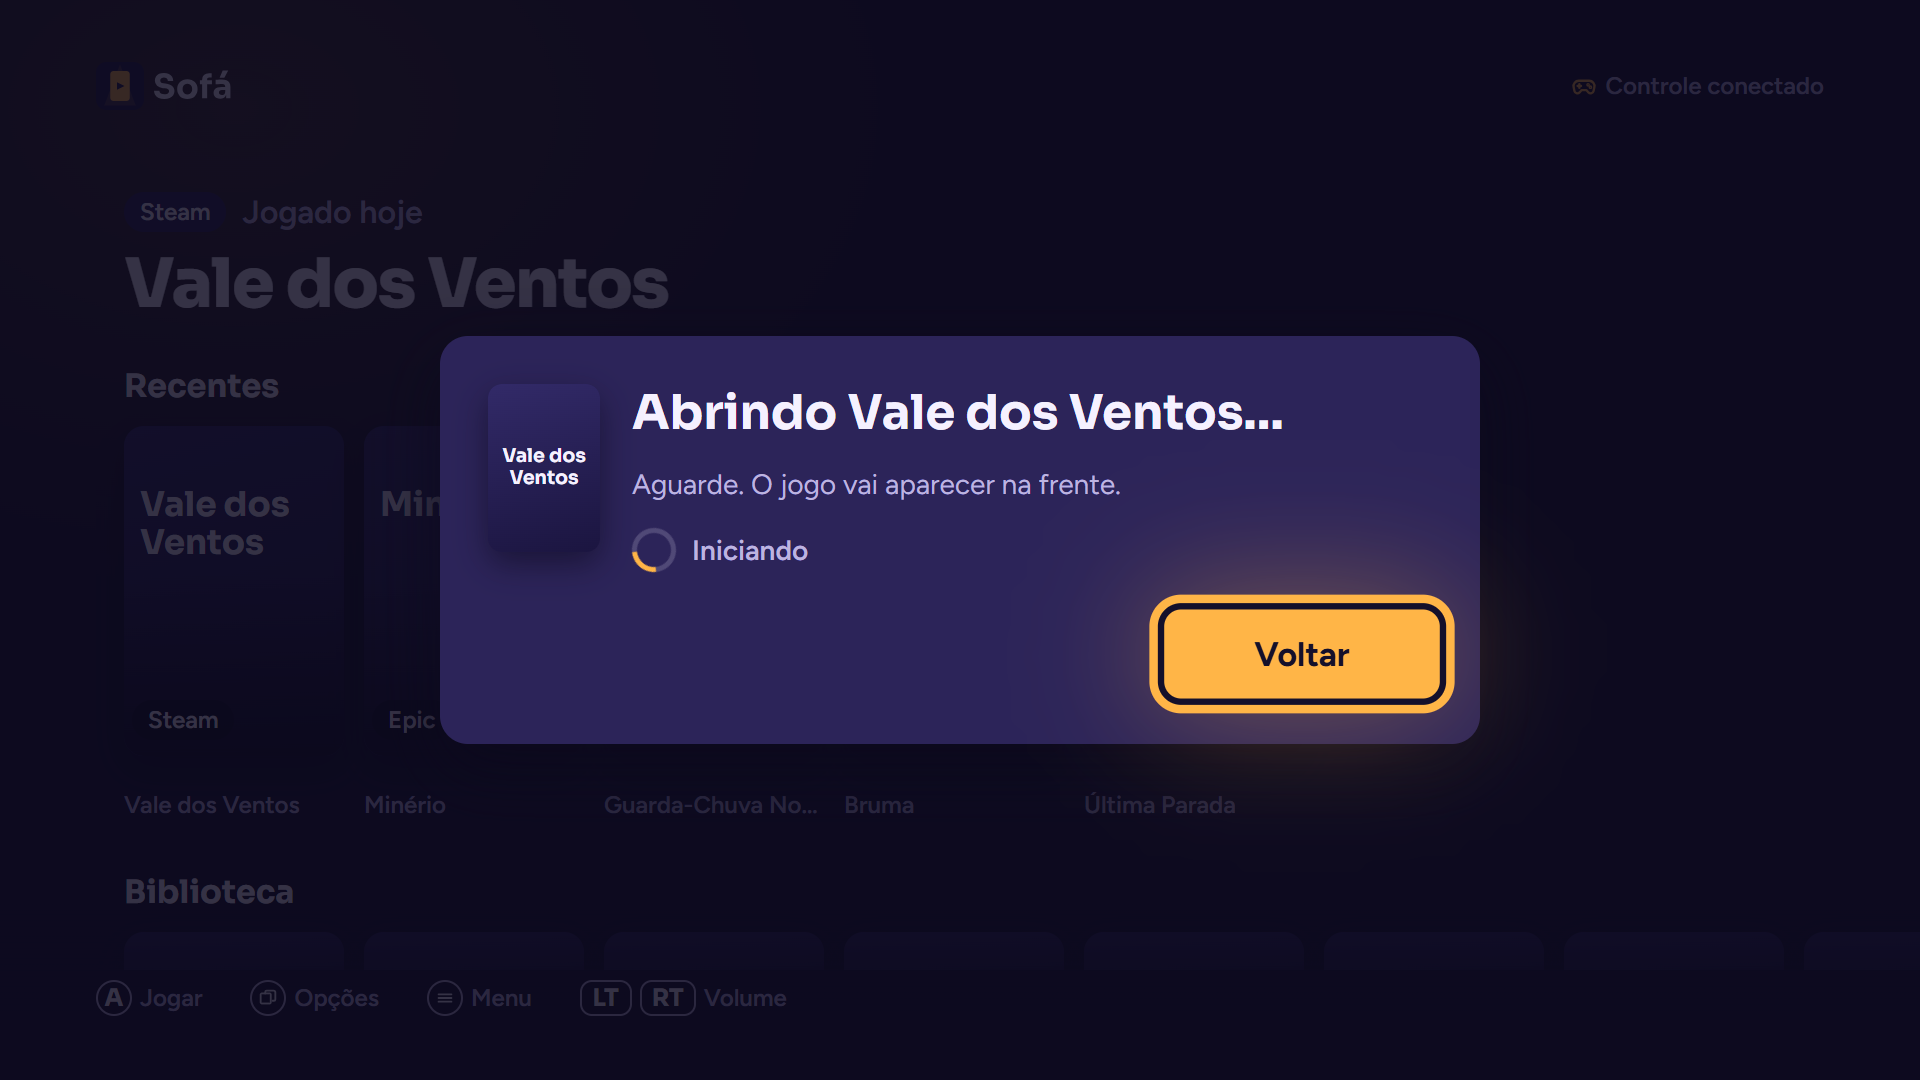 Sofá
Controle conectado
Steam
Jogado hoje
Vale dos Ventos
Recentes
Vale dos
Ventos
Steam
Min
Epic
Abrindo Vale dos Ventos...
Vale dos
Ventos
Aguarde. O jogo vai aparecer na frente.
Iniciando
Voltar
Vale dos Ventos
Minério
Guarda-Chuva No...
Bruma
Última Parada
Biblioteca
A Jogar
Opções
Menu
LT RT Volume